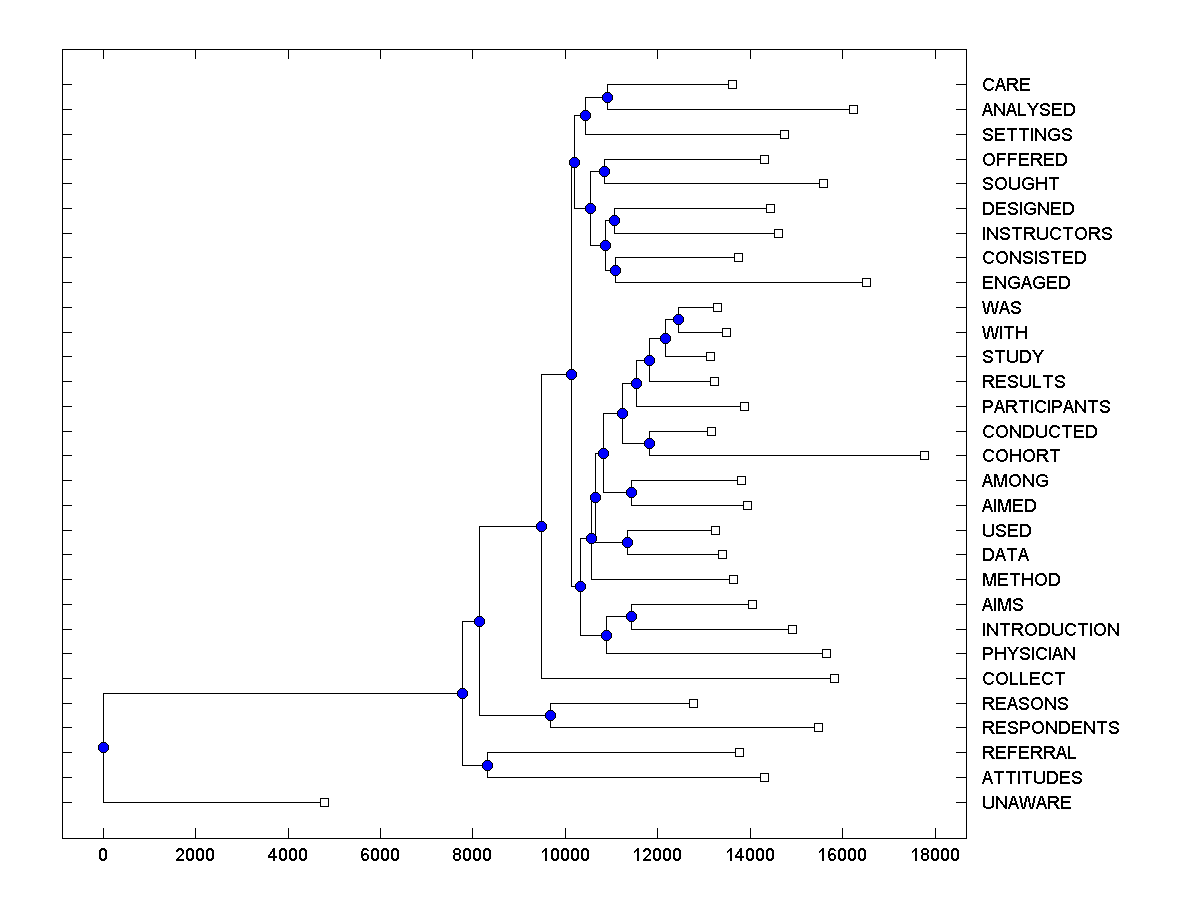 CARE
ANALYSED
SETTINGS
OFFERED
SOUGHT
DESIGNED
INSTRUCTORS
CONSISTED
ENGAGED
WAS
WITH
STUDY
RESULTS
PARTICIPANTS
CONDUCTED
COHORT
AMONG
AIMED
USED
DATA
METHOD
AIMS
INTRODUCTION
PHYSICIAN
COLLECT
REASONS
RESPONDENTS
REFERRAL
ATTITUDES
UNAWARE
0 2000 4000 6000 8000 10000 12000 14000 16000 18000